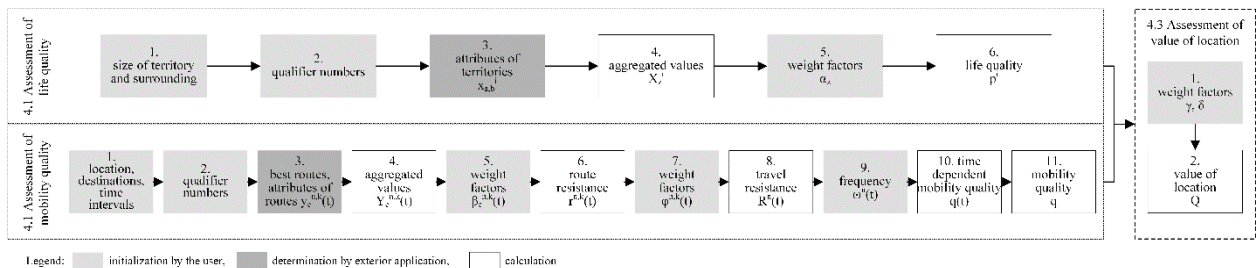 4.1 Assessment of
life quality
1.
size of territory
and surrounding
2.
qualifier numbers
3.
attributes of
territories
x_{a,b}^i
4.
aggregated values
X_z^i
5.
weight factors
α_z
6.
life quality
p^i
4.1 Assessment of
mobility quality
1.
location,
destinations,
time
intervals
2.
qualifier
numbers
3.
best routes,
attributes of
routes y_c^{n,k}(t)
4.
aggregated
values
5.
weight
factors
β_c^{n,k}(t)
6.
route
resistance
r^{n,k}(t)
7.
weight
factors
φ^{n,k}(t)
8.
travel
resistance
R^n(t)
9.
frequency
10. time
dependent
mobility quality
q(t)
11.
mobility
quality
q
4.3 Assessment of
value of location
1.
weight factors
γ, δ
2.
value of
location
Q
Legend: initialization by the user, determination by exterior application, calculation